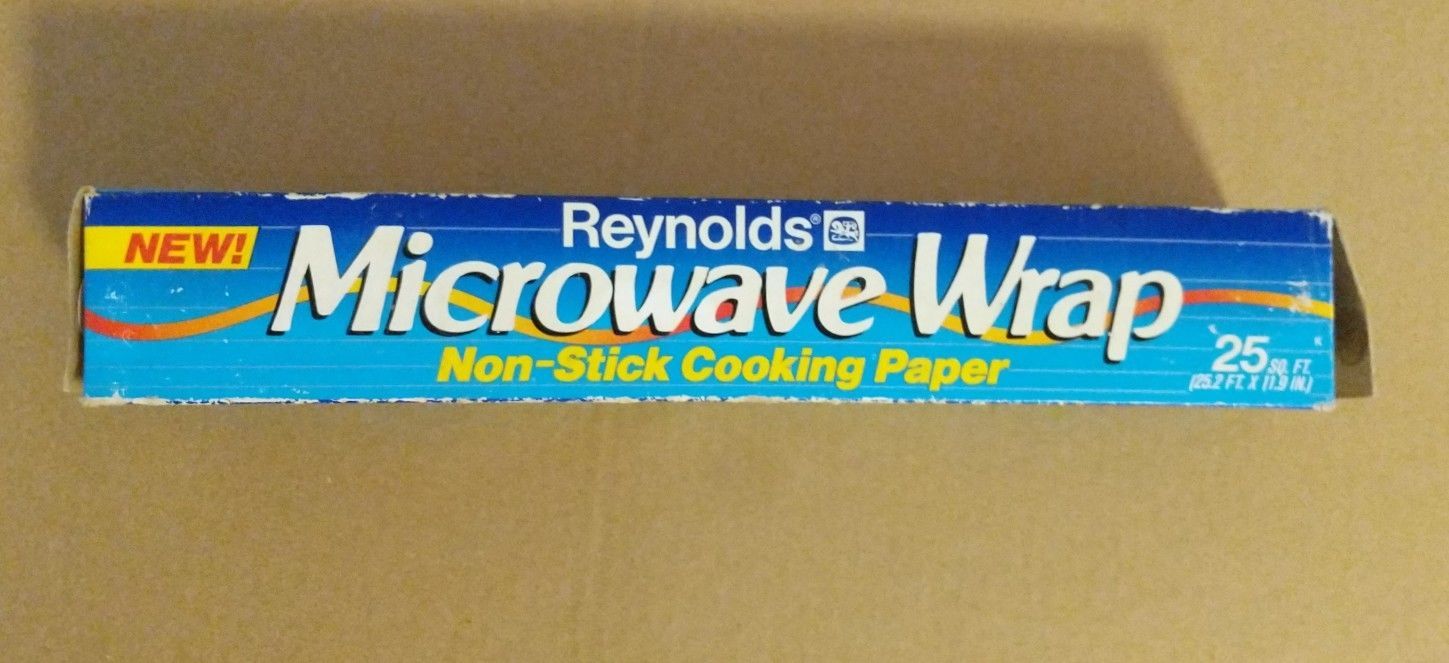 NEW!
Reynolds®
Microwave Wrap
Non-Stick Cooking Paper
25 SQ. FT.
(25.2 FT. X 11.9 IN.)
K